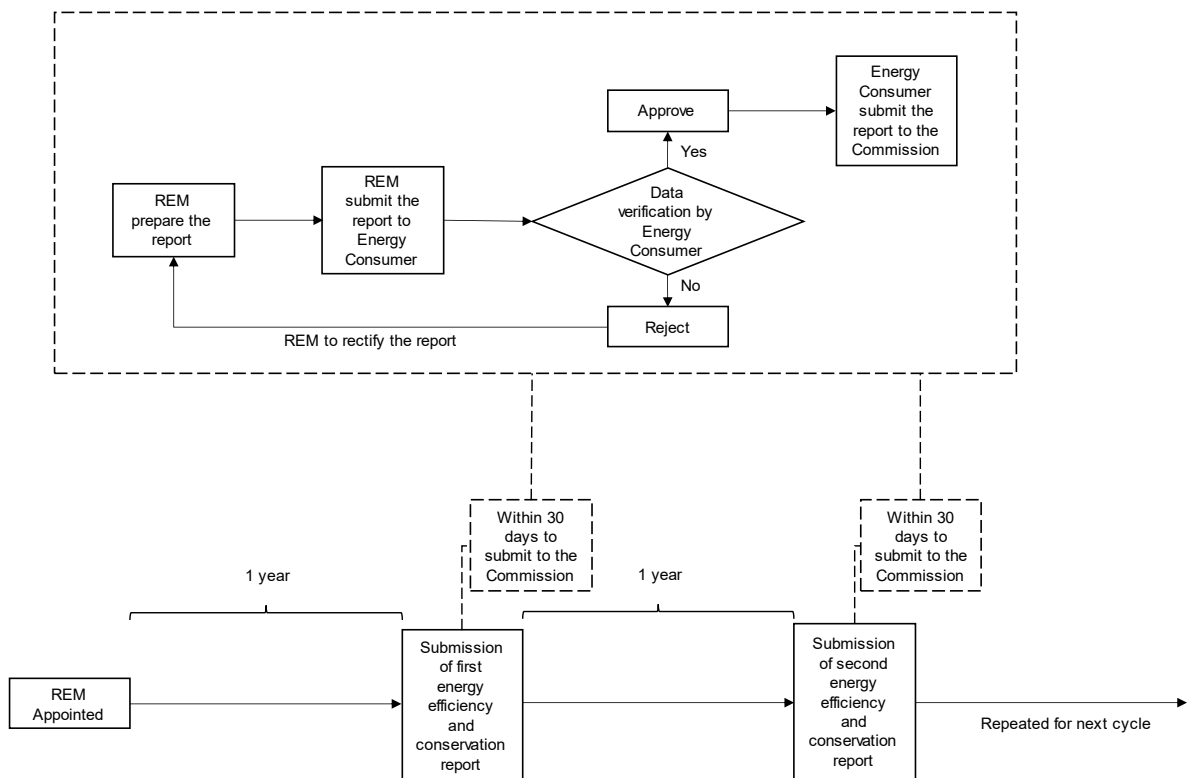 Energy
Consumer
submit the
report to the
Commission
Approve
Yes
REM
prepare the
report
REM
submit the
report to
Energy
Consumer
Data
verification by
Energy
Consumer
No
Reject
REM to rectify the report
Within 30
days to
submit to the
Commission
Within 30
days to
submit to the
Commission
1 year
1 year
REM
Appointed
Submission
of first
energy
efficiency
and
conservation
report
Submission
of second
energy
efficiency
and
conservation
report
Repeated for next cycle